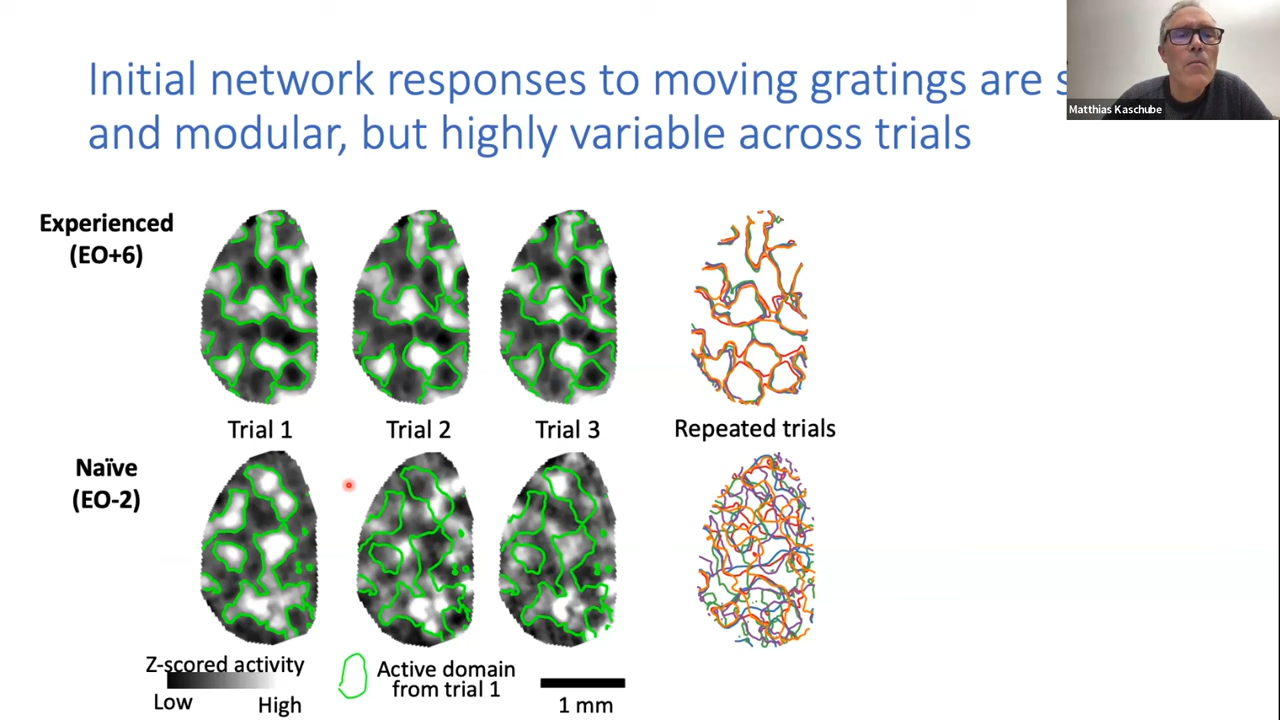 Initial network responses to moving gratings are
and modular, but highly variable across trials
Matthias Kaschube
Experienced
(EO+6)
Trial 1
Trial 2
Trial 3
Repeated trials
Naïve
(EO-2)
Z-scored activity
Low
High
Active domain
from trial 1
1 mm